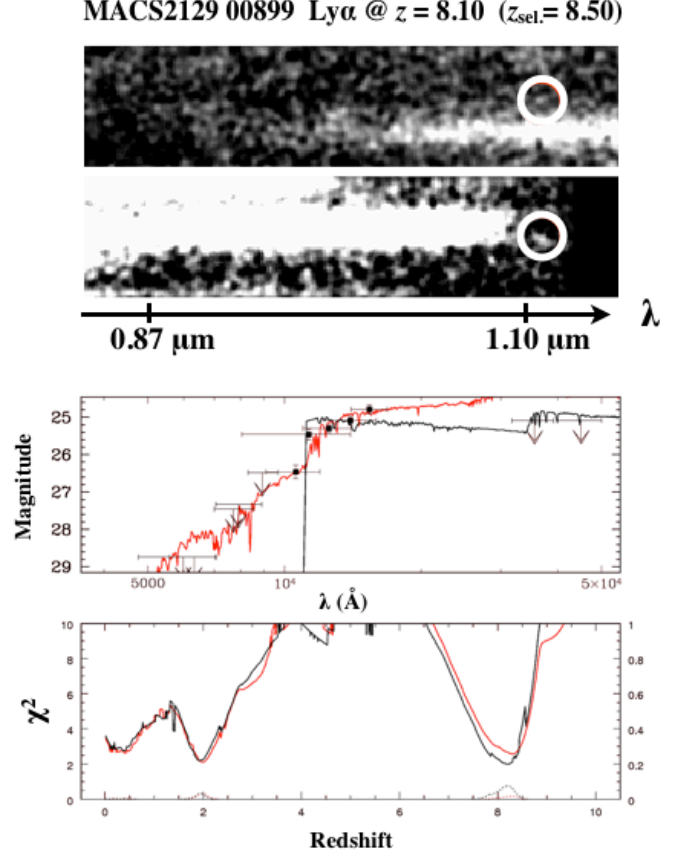 MACS2129 00899 Lyα @ z = 8.10 (zsel.= 8.50)
λ
0.87 μm 1.10 μm
25
26
27
28
29
Magnitude
5000 10⁴ 5×10⁴
λ (Å)
10 1
8 0.8
6 0.6
4 0.4
2 0.2
0 0
χ²
0 2 4 6 8 10
Redshift